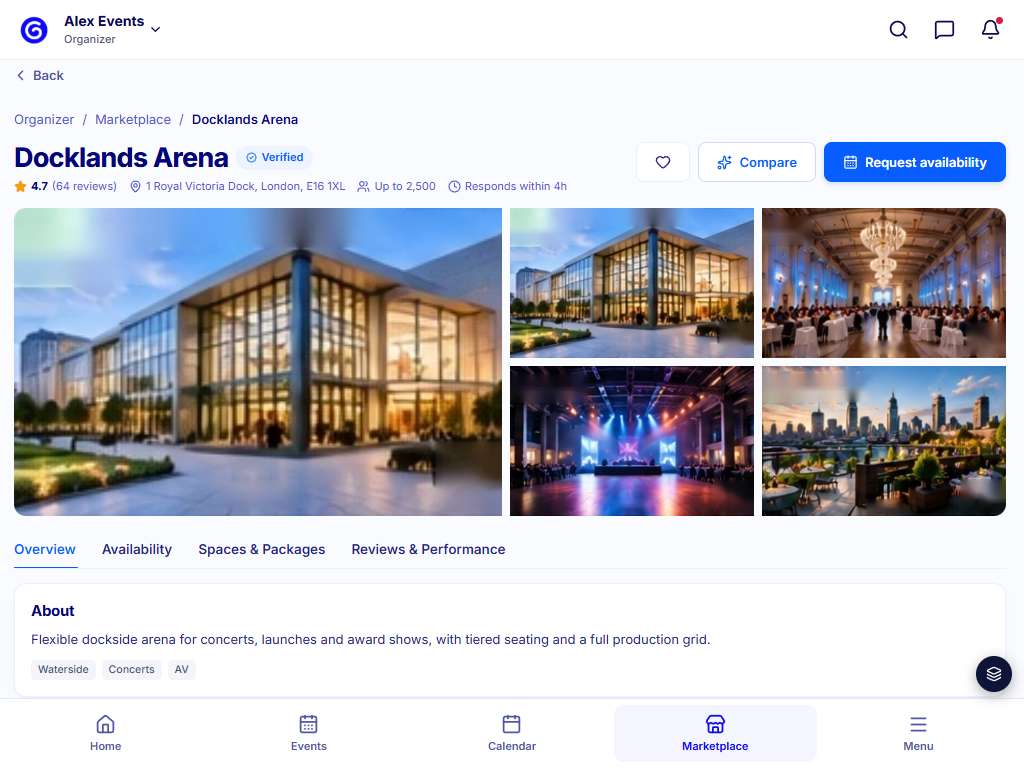 Alex Events
Organizer
Back
Organizer / Marketplace / Docklands Arena
Docklands Arena
Verified
Compare
Request availability
4.7 (64 reviews) 1 Royal Victoria Dock, London, E16 1XL Up to 2,500 Responds within 4h
Overview Availability Spaces & Packages Reviews & Performance
About
Flexible dockside arena for concerts, launches and award shows, with tiered seating and a full production grid.
Waterside Concerts AV
Home Events Calendar Marketplace Menu